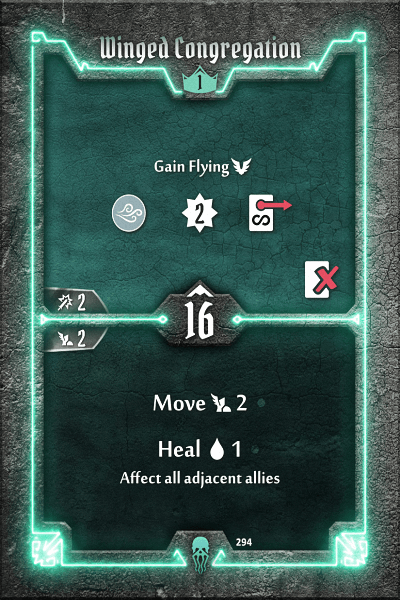 Winged Congregation
1
Gain Flying
2
2
16
2
Move 2
Heal 1
Affect all adjacent allies
294